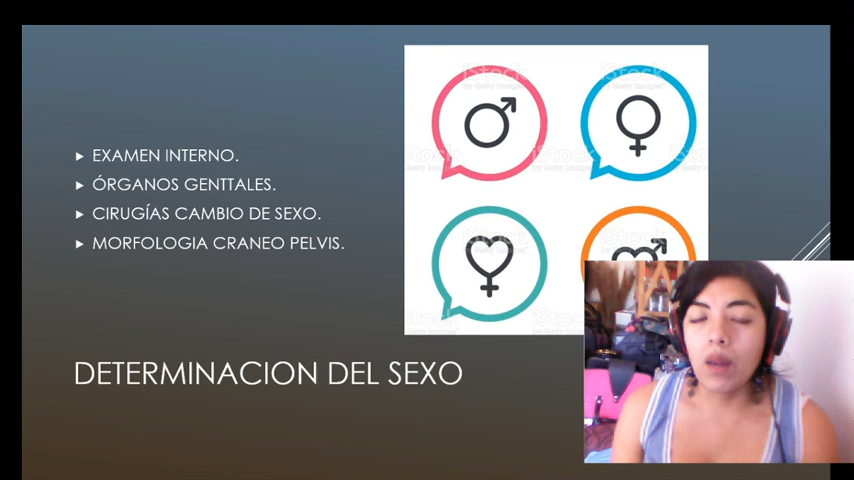 EXAMEN INTERNO.
ÓRGANOS GENTTALES.
CIRUGÍAS CAMBIO DE SEXO.
MORFOLOGIA CRANEO PELVIS.
DETERMINACION DEL SEXO